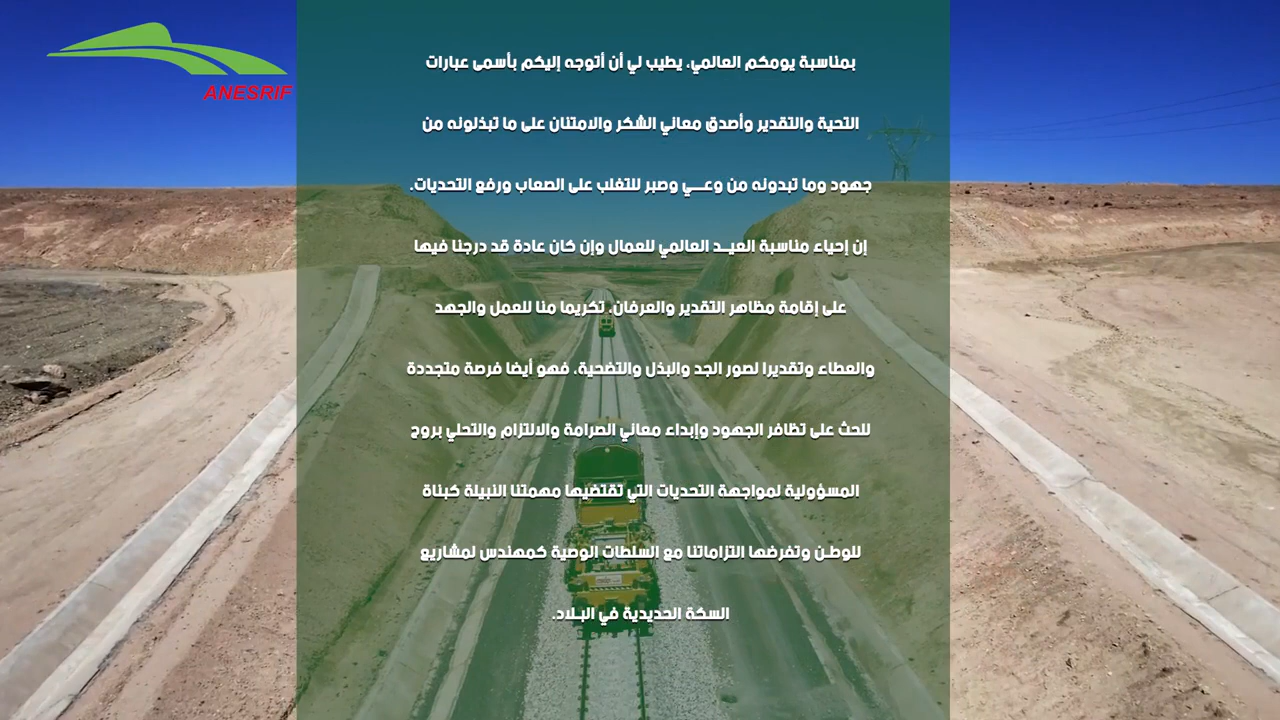 ANESRIF
بمناسبة يومكم العالمي، يطيب لي أن أتوجه إليكم بأسمى عبارات
التحية والتقدير وأصدق معاني الشكر والامتنان على ما تبذلونه من
جهود وما تبدونه من وعـــي وصبر للتغلب على الصعاب ورفع التحديات.
إن إحياء مناسبة العيــد العالمي للعمال وإن كان عادة قد درجنا فيها
على إقامة مظاهر التقدير والعرفان، تكريما منا للعمل والجهد
والعطاء وتقديرا لصور الجد والبذل والتضحية، فهو أيضا فرصة متجددة
للحث على تظافر الجهود وإبداء معاني الصرامة والالتزام والتحلي بروح
المسؤولية لمواجهة التحديات التي تقتضيها مهمتنا النبيلة كبناة
للوطـن وتفرضها التزاماتنا مع السلطات الوصية كمهندس لمشاريع
السكة الحديدية في البـلاد.